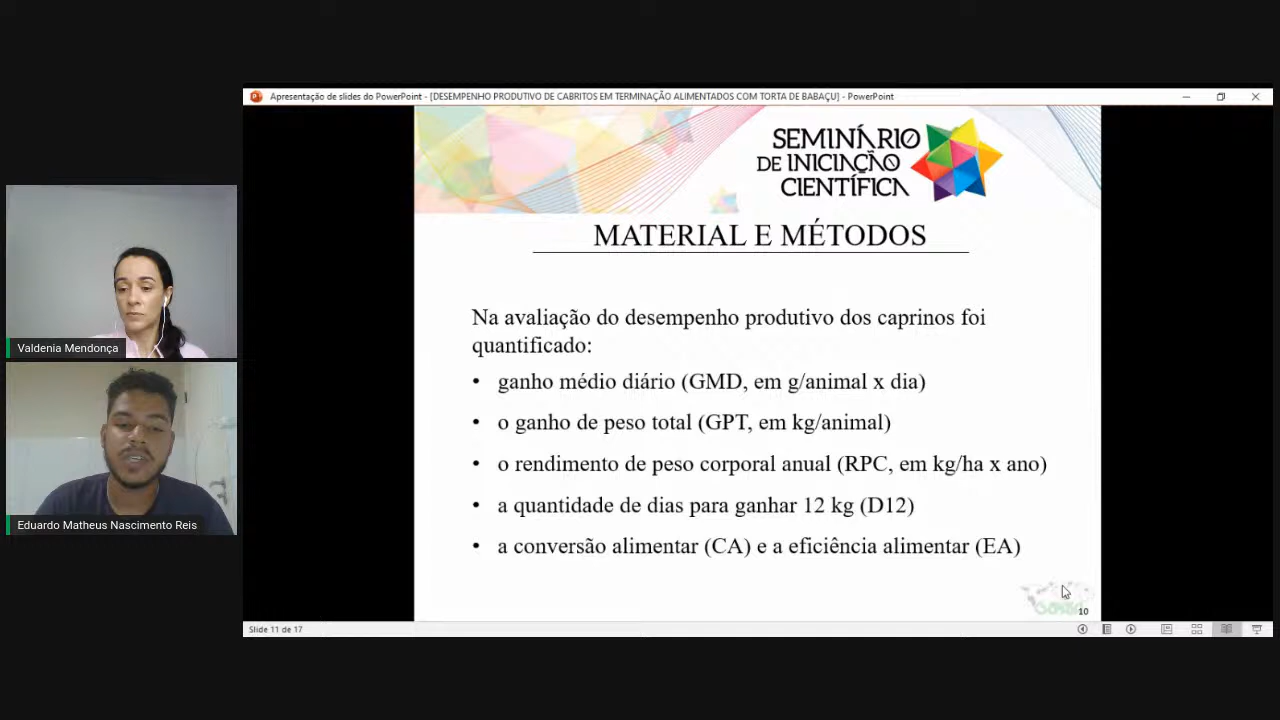 Apresentação de slides do PowerPoint - [DESEMPENHO PRODUTIVO DE CABRITOS EM TERMINAÇÃO ALIMENTADOS COM TORTA DE BABAÇU] - PowerPoint
SEMINÁRIO
DE INICIAÇÃO
CIENTÍFICA
MATERIAL E MÉTODOS
Na avaliação do desempenho produtivo dos caprinos foi
quantificado:
• ganho médio diário (GMD, em g/animal x dia)
• o ganho de peso total (GPT, em kg/animal)
• o rendimento de peso corporal anual (RPC, em kg/ha x ano)
• a quantidade de dias para ganhar 12 kg (D12)
• a conversão alimentar (CA) e a eficiência alimentar (EA)
10
Slide 11 de 17
Valdenia Mendonça
Eduardo Matheus Nascimento Reis